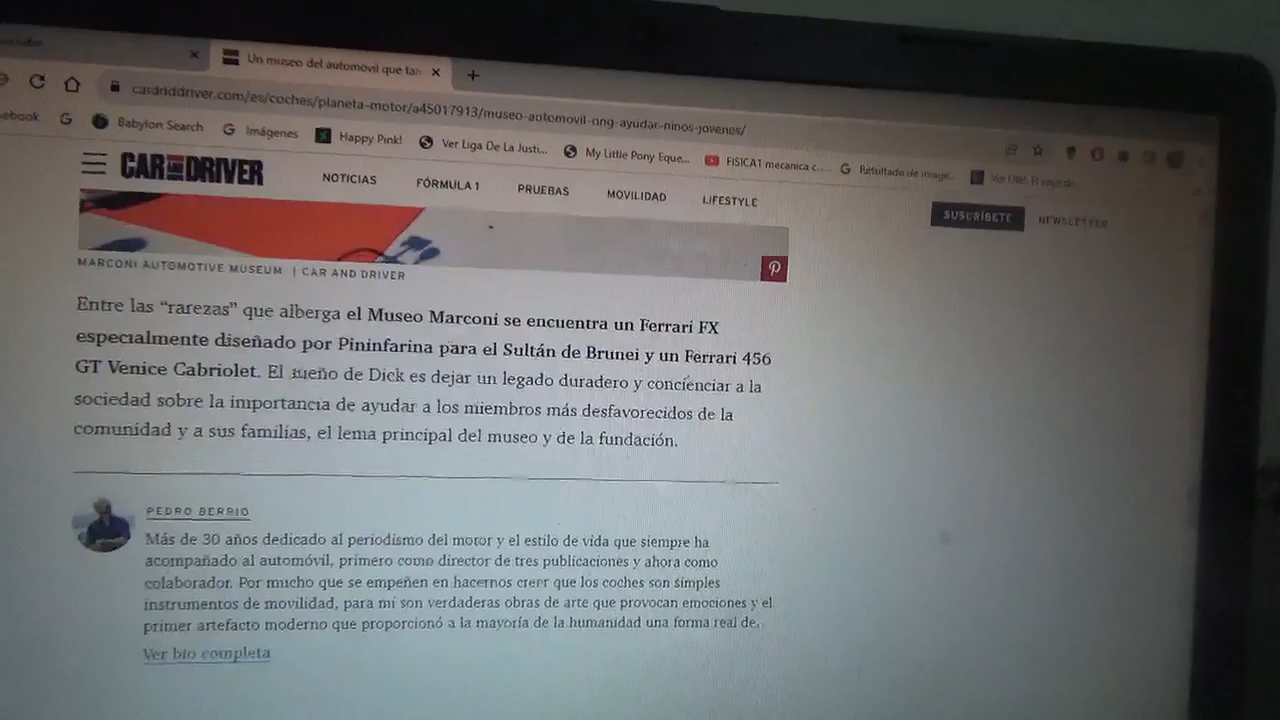 Un museo del automóvil que tan
cardriddriver.com/es/coches/planeta-motor/a45017913/museo-automovil-ong-ayudar-ninos-jovenes/
ebook
G
Babylon Search
Imágenes
Happy Pink!
Ver Liga De La Justi...
My Little Pony Eque...
FISICA1 mecanica c...
Resultado de image...
CAR AND DRIVER
NOTICIAS
FÓRMULA 1
PRUEBAS
MOVILIDAD
LIFESTYLE
SUSCRÍBETE
NEWSLETTER
MARCONI AUTOMOTIVE MUSEUM | CAR AND DRIVER
Entre las “rarezas” que alberga el Museo Marconi se encuentra un Ferrari FX
especialmente diseñado por Pininfarina para el Sultán de Brunei y un Ferrari 456
GT Venice Cabriolet. El sueño de Dick es dejar un legado duradero y concienciar a la
sociedad sobre la importancia de ayudar a los miembros más desfavorecidos de la
comunidad y a sus familias, el lema principal del museo y de la fundación.
PEDRO BERRIO
Más de 30 años dedicado al periodismo del motor y el estilo de vida que siempre ha
acompañado al automóvil, primero como director de tres publicaciones y ahora como
colaborador. Por mucho que se empeñen en hacernos creer que los coches son simples
instrumentos de movilidad, para mí son verdaderas obras de arte que provocan emociones y el
primer artefacto moderno que proporcionó a la mayoría de la humanidad una forma real de.
Ver bio completa